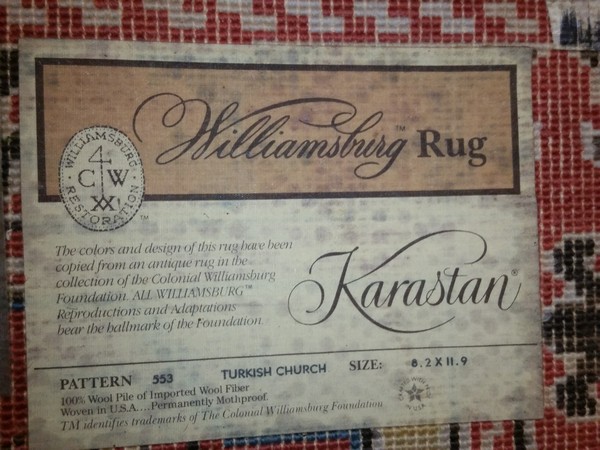 Williamsburg™ Rug
WILLIAMSBURG
C W
RESTORATION
TM
The colors and design of this rug have been
copied from an antique rug in the
collection of the Colonial Williamsburg
Foundation. ALL WILLIAMSBURG™
Reproductions and Adaptations
bear the hallmark of the Foundation.
Karastan®
PATTERN 553 TURKISH CHURCH SIZE: 8.2 X 11.9
100% Wool Pile of Imported Wool Fiber
Woven in U.S.A....Permanently Mothproof.
TM identifies trademarks of The Colonial Williamsburg Foundation